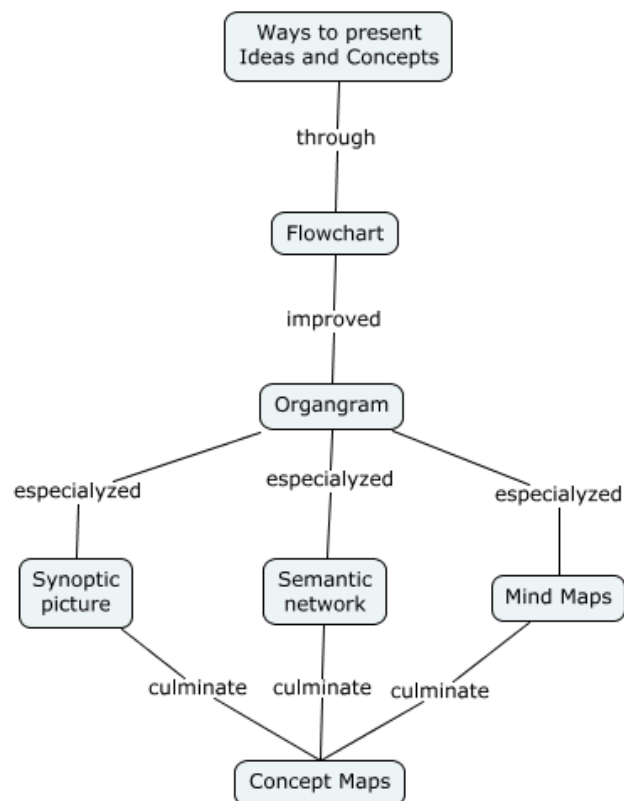 Ways to present
Ideas and Concepts
through
Flowchart
improved
Organgram
especialyzed
especialyzed
especialyzed
Synoptic
picture
Semantic
network
Mind Maps
culminate
culminate
culminate
Concept Maps